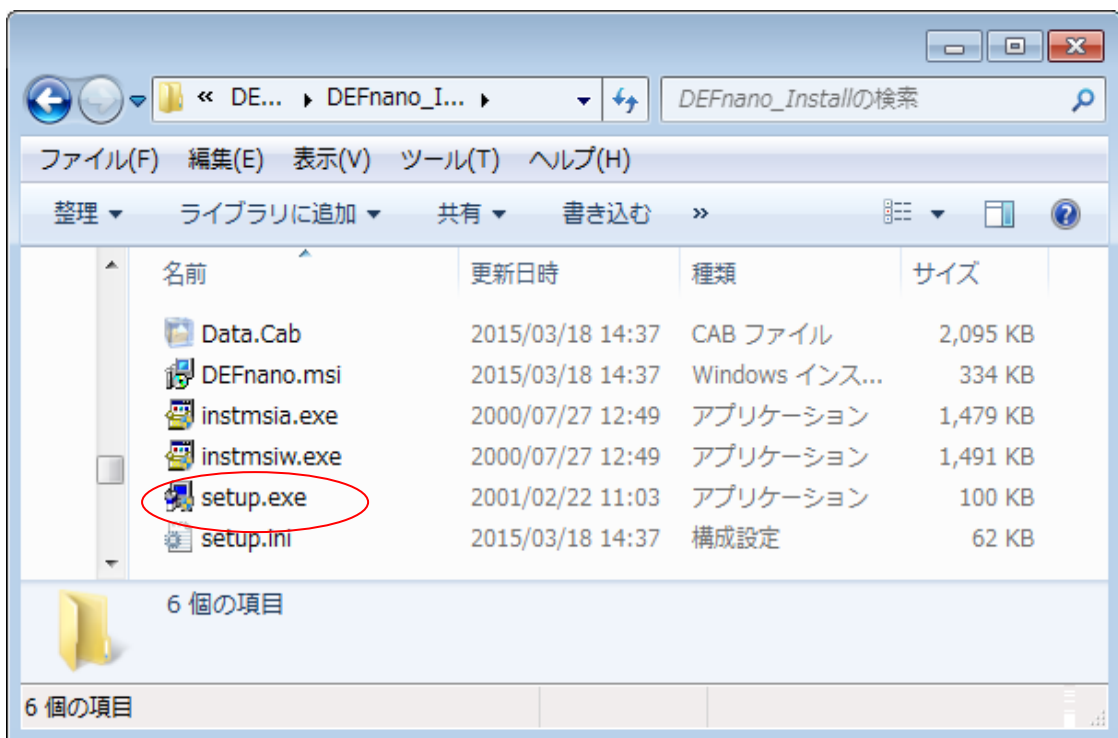 « DE... ▸ DEFnano_I... ▸ DEFnano_Installの検索
ファイル(F) 編集(E) 表示(V) ツール(T) ヘルプ(H)
整理 ▼ ライブラリに追加 ▼ 共有 ▼ 書き込む »
名前 更新日時 種類 サイズ
Data.Cab 2015/03/18 14:37 CAB ファイル 2,095 KB
DEFnano.msi 2015/03/18 14:37 Windows インス... 334 KB
instmsia.exe 2000/07/27 12:49 アプリケーション 1,479 KB
instmsiw.exe 2000/07/27 12:49 アプリケーション 1,491 KB
setup.exe 2001/02/22 11:03 アプリケーション 100 KB
setup.ini 2015/03/18 14:37 構成設定 62 KB
6 個の項目
6 個の項目